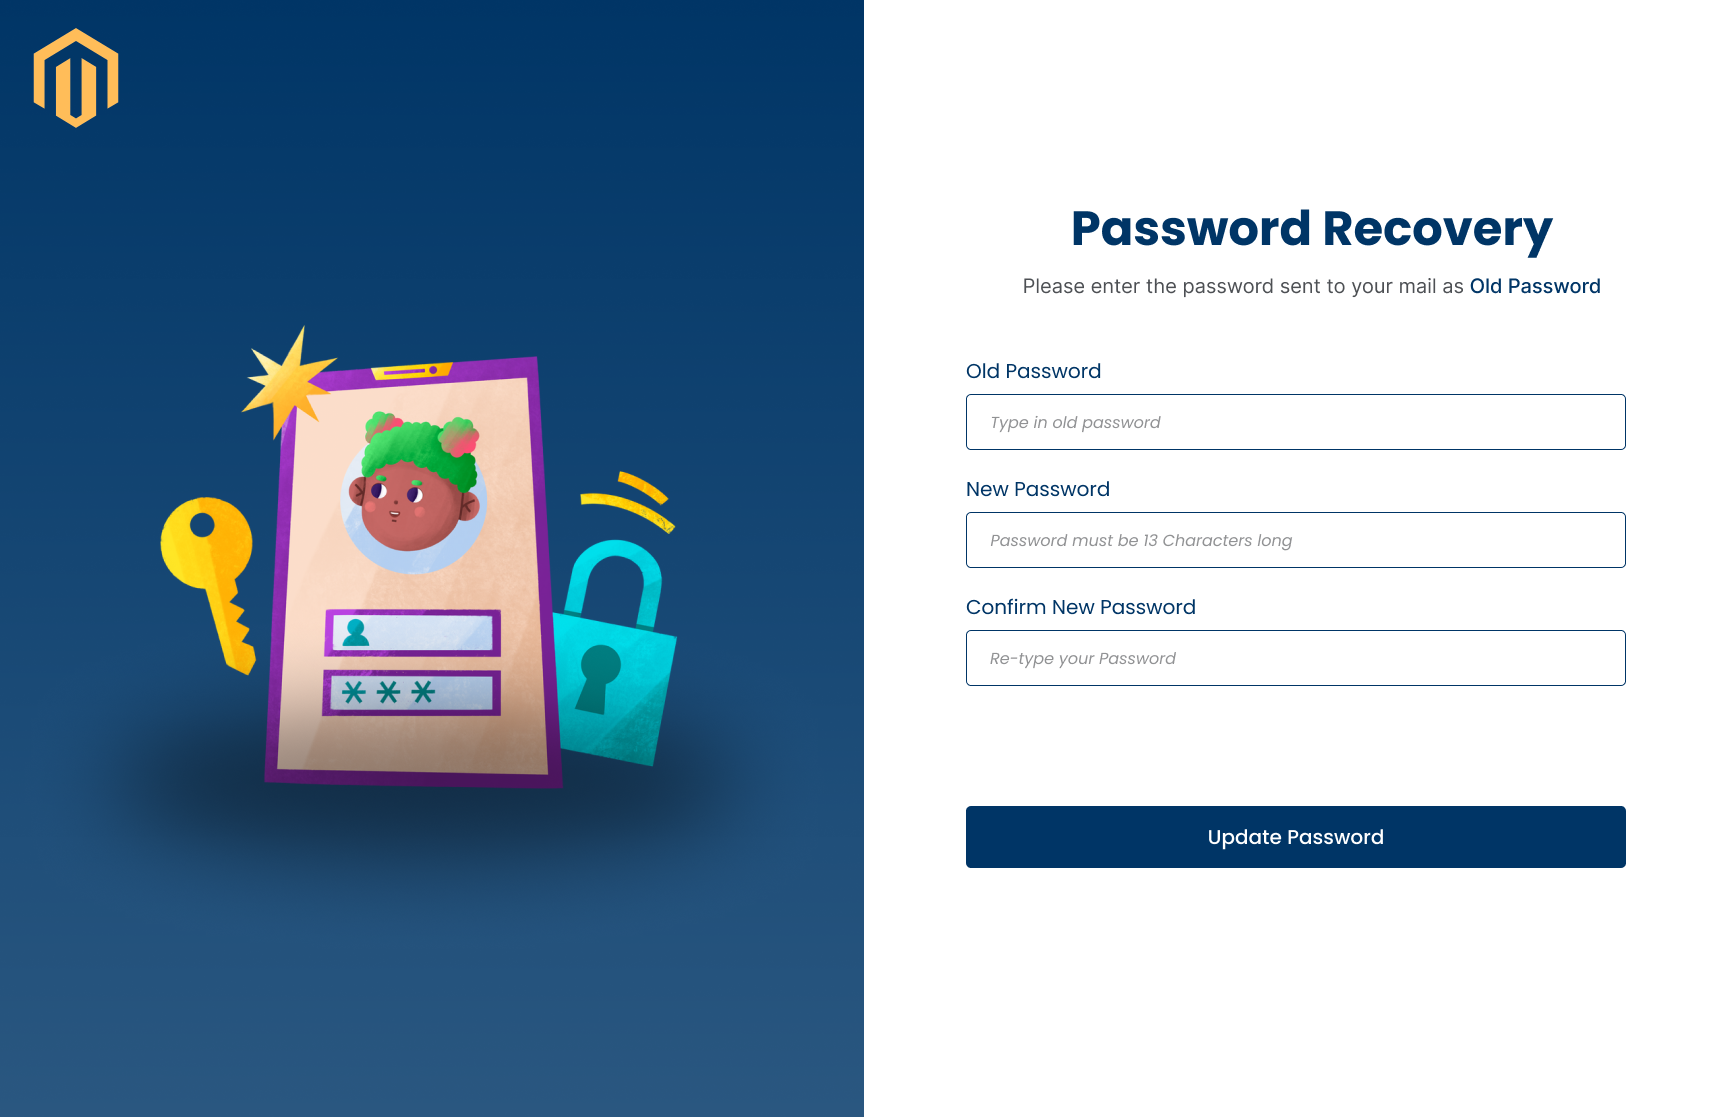 Password Recovery
Please enter the password sent to your mail as Old Password
Old Password
Type in old password
New Password
Password must be 13 Characters long
Confirm New Password
Re-type your Password
Update Password